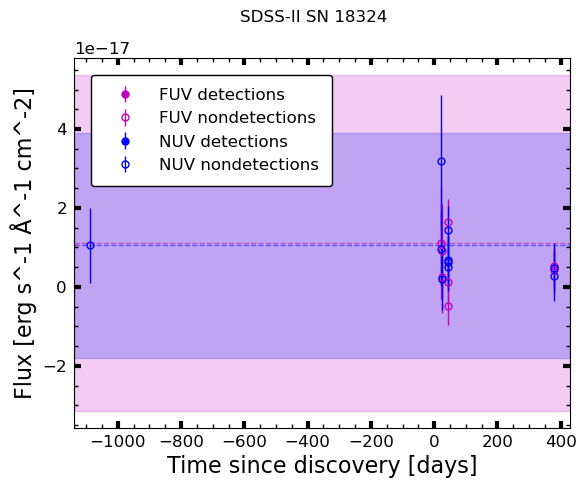 SDSS-II SN 18324
1e−17
FUV detections
FUV nondetections
NUV detections
NUV nondetections
4
2
0
−2
Flux [erg s^-1 Å^-1 cm^-2]
−1000 −800 −600 −400 −200 0 200 400
Time since discovery [days]